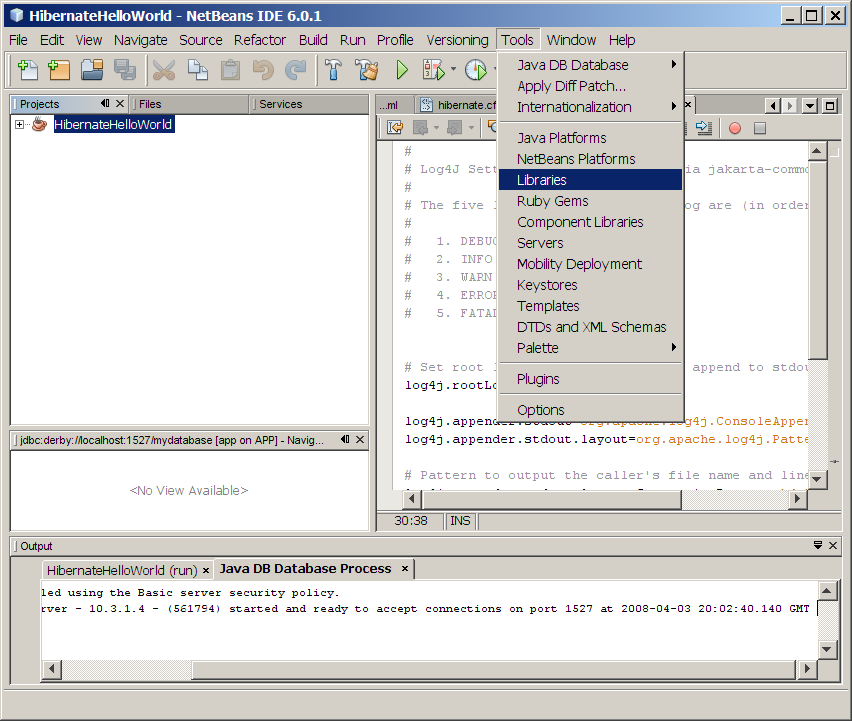 HibernateHelloWorld - NetBeans IDE 6.0.1
File Edit View Navigate Source Refactor Build Run Profile Versioning Tools Window Help
Projects
Files
Services
HibernateHelloWorld
...ml
hibernate.cf
Java DB Database
Apply Diff Patch...
Internationalization
Java Platforms
NetBeans Platforms
Libraries
Ruby Gems
Component Libraries
Servers
Mobility Deployment
Keystores
Templates
DTDs and XML Schemas
Palette
Plugins
Options
#
# Log4J Sett ia jakarta-commo
#
# The five l og are (in order
#
# 1. DEBUG
# 2. INFO
# 3. WARN
# 4. ERROR
# 5. FATAL
# Set root l append to stdou
log4j.rootLo
log4j.appender.stdout=org.apache.log4j.ConsoleAppen
log4j.appender.stdout.layout=org.apache.log4j.Patte
# Pattern to output the caller's file name and line
30:38 INS
jdbc:derby://localhost:1527/mydatabase [app on APP] - Navig...
<No View Available>
Output
HibernateHelloWorld (run) × Java DB Database Process ×
led using the Basic server security policy.
rver - 10.3.1.4 - (561794) started and ready to accept connections on port 1527 at 2008-04-03 20:02:40.140 GMT